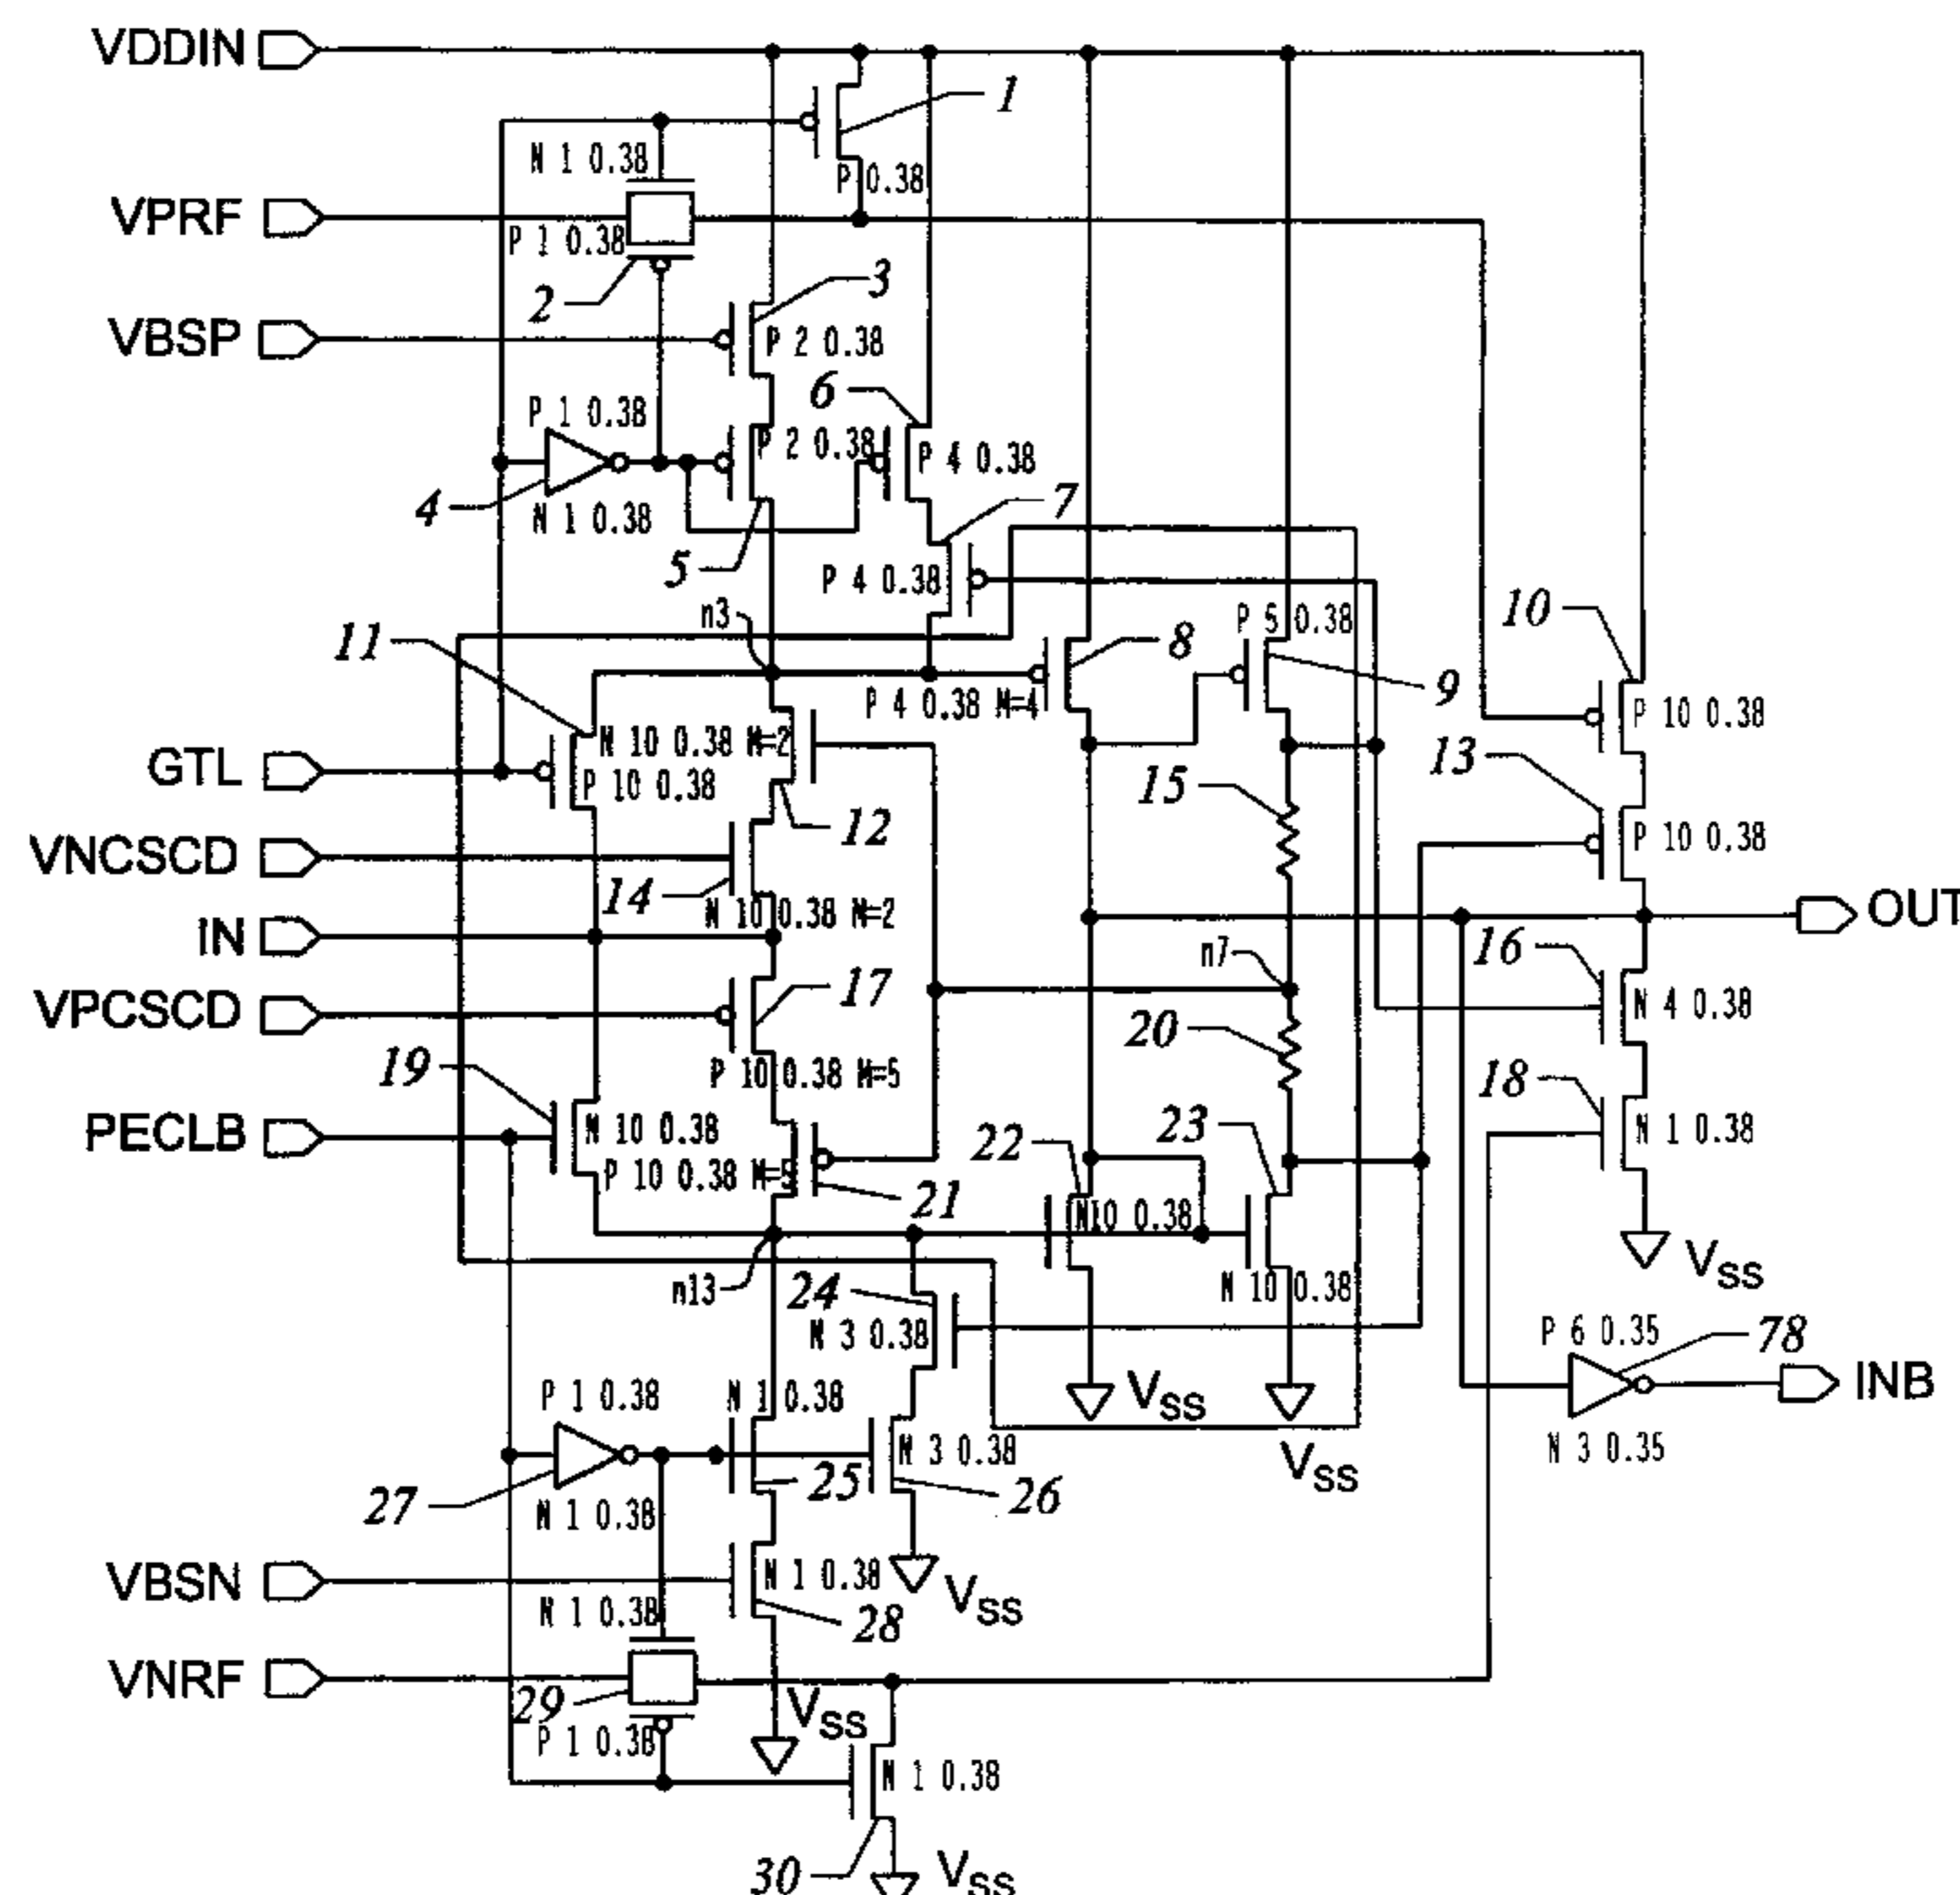 VDDIN
1
N 1 0.38
P 0.38
VPRF
P 1 0.38
2
3
VBSP
P 2 0.38
6
P 1 0.38
P 2 0.38
P 4 0.38
4
N 1 0.38
7
5
P 4 0.38
n3
P 5 0.38
10
11
8
9
P 4 0.38 M=4
P 10 0.38
N 10 0.38 M=2
GTL
P 10 0.38
15
13
12
P 10 0.38
VNCSCD
14
N 10 0.38 M=2
IN
OUT
n7
16
17
VPCSCD
N 4 0.38
20
P 10 0.38 M=5
19
18
PECLB
N 10 0.38
22
23
N 1 0.38
P 10 0.38 M=5
21
N10 0.38
VSS
n13
24
N 10 0.38
N 3 0.38
P 6 0.35
78
INB
P 1 0.38
N 1 0.38
VSS
N 3 0.38
VSS
N 3 0.35
27
25
26
N 1 0.38
VBSN
N 1 0.38
N 1 0.38
VSS
28
VNRF
29
VSS
P 1 0.38
N 1 0.38
30
VSS